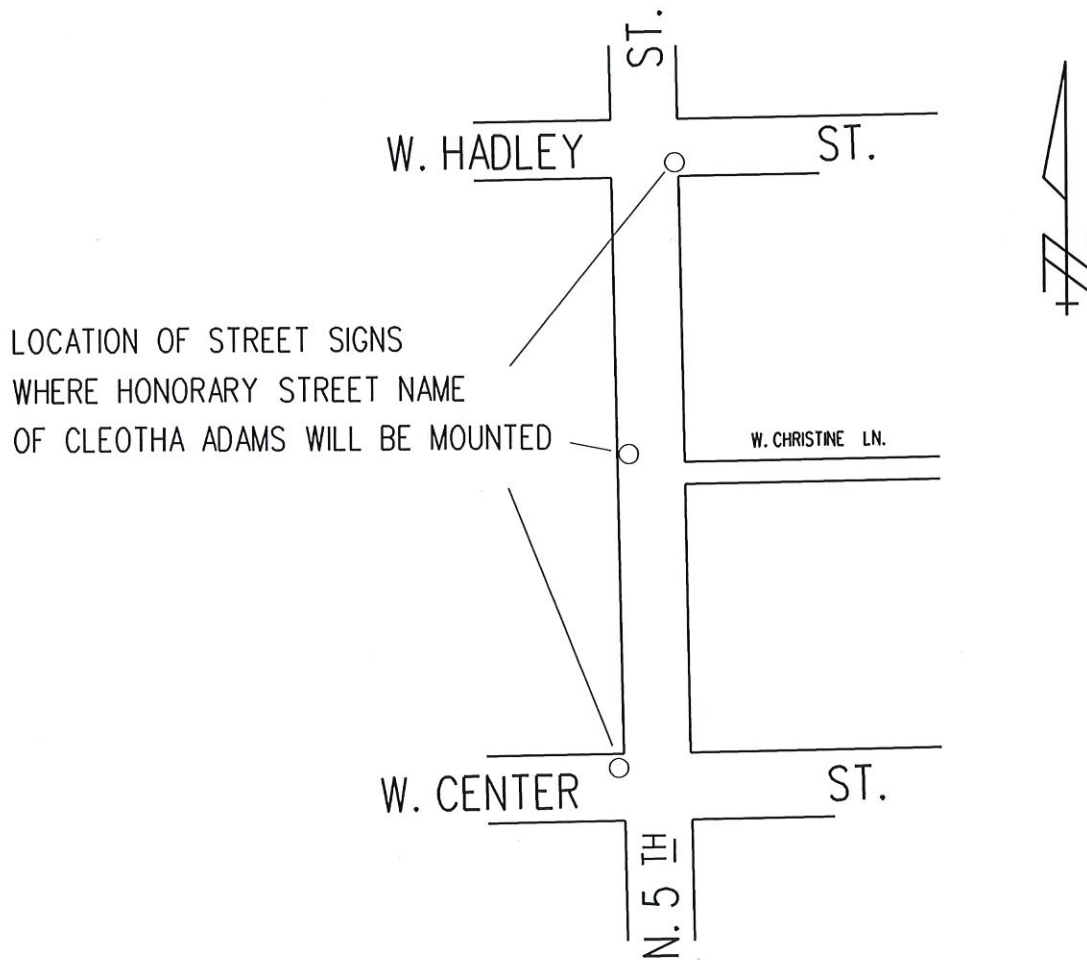 ST.
W. HADLEY ST.
LOCATION OF STREET SIGNS
WHERE HONORARY STREET NAME
OF CLEOTHA ADAMS WILL BE MOUNTED
W. CHRISTINE LN.
W. CENTER ST.
N. 5 TH
N